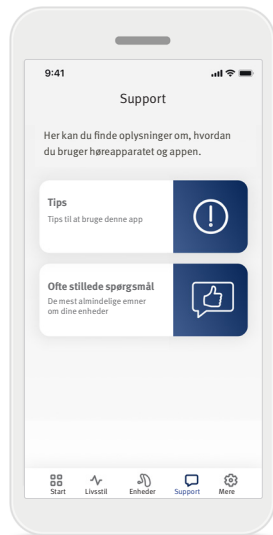 9:41
Support
Her kan du finde oplysninger om, hvordan
du bruger høreapparatet og appen.
Tips
Tips til at bruge denne app
Ofte stillede spørgsmål
De mest almindelige emner
om dine enheder
Start Livsstil Enheder Support Mere